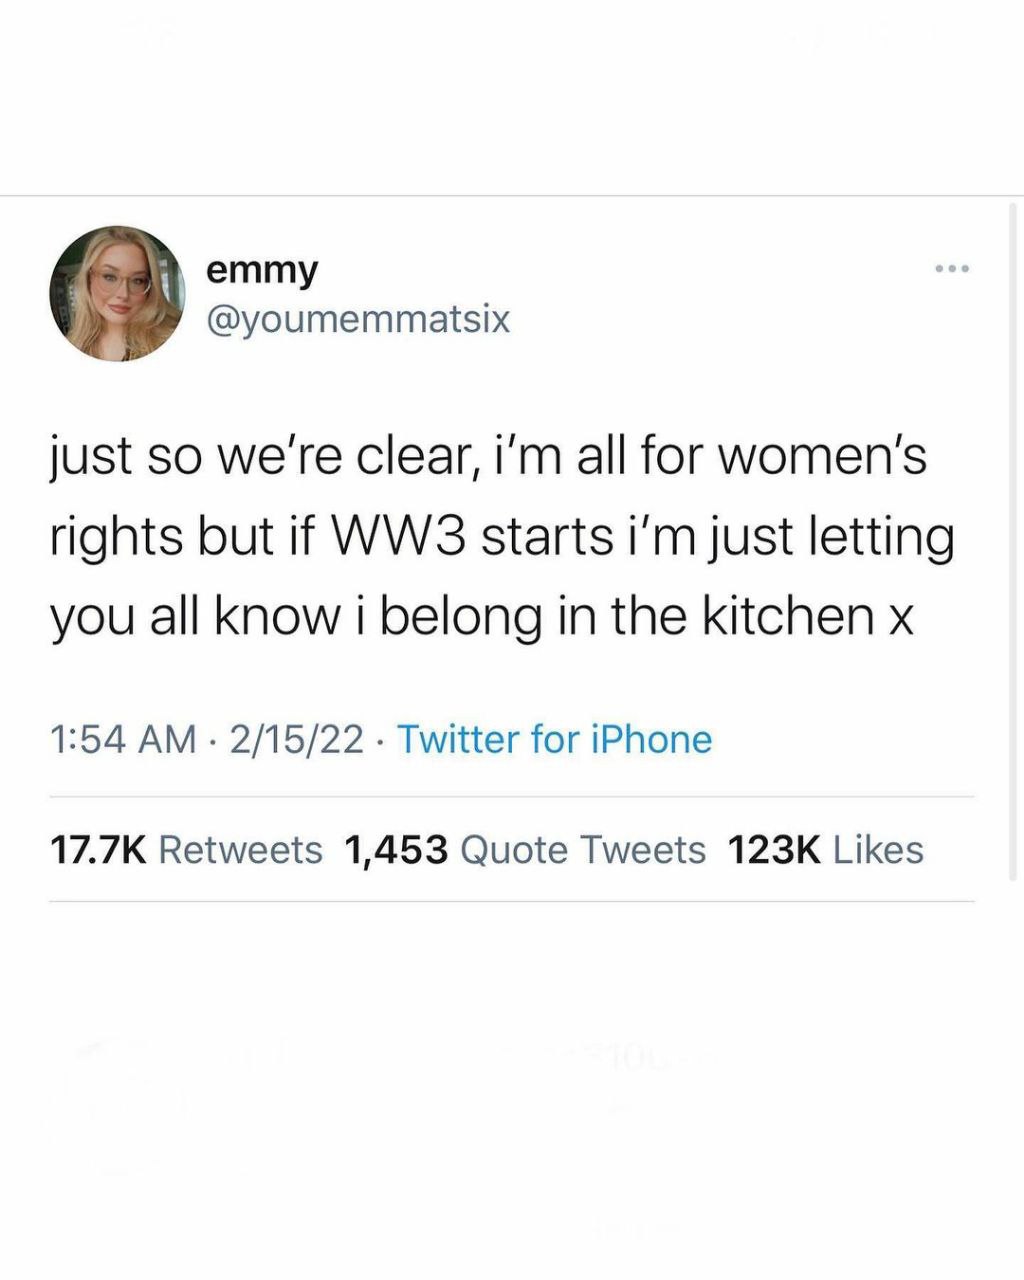 emmy
@youmemmatsix
just so we're clear, i'm all for women's
rights but if WW3 starts i'm just letting
you all know i belong in the kitchen x
1:54 AM · 2/15/22 · Twitter for iPhone
17.7K Retweets 1,453 Quote Tweets 123K Likes